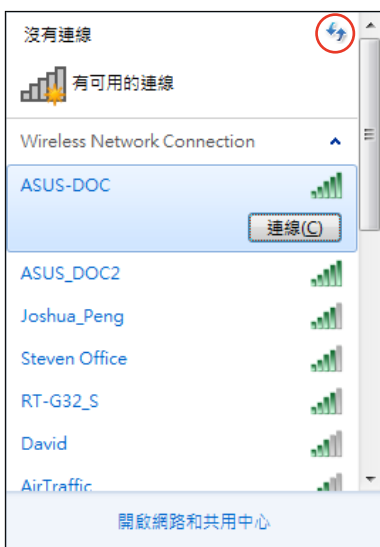 沒有連線
有可用的連線
Wireless Network Connection
ASUS-DOC
連線(C)
ASUS_DOC2
Joshua_Peng
Steven Office
RT-G32_S
David
AirTraffic
開啟網路和共用中心